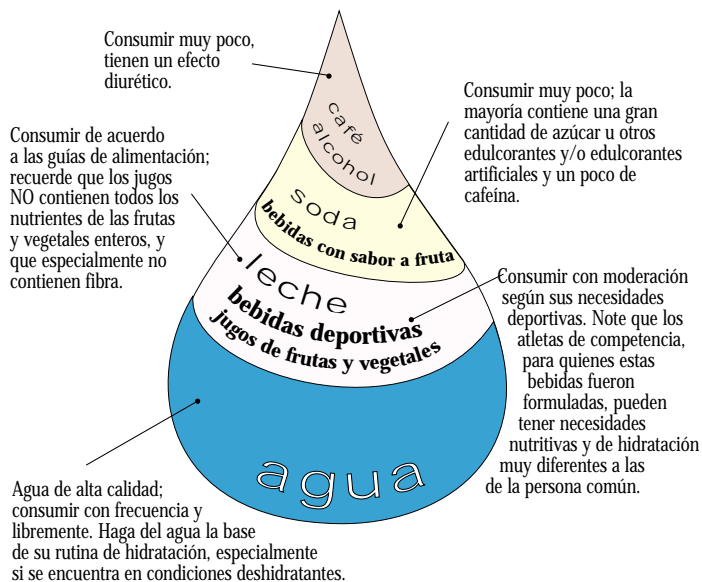 Consumir muy poco,
tienen un efecto
diurético.
café
alcohol
Consumir muy poco; la
mayoría contiene una gran
cantidad de azúcar u otros
edulcorantes y/o edulcorantes
artificiales y un poco de
cafeína.
soda
bebidas con sabor a fruta
Consumir de acuerdo
a las guías de alimentación;
recuerde que los jugos
NO contienen todos los
nutrientes de las frutas
y vegetales enteros, y
que especialmente no
contienen fibra.
leche
bebidas deportivas
jugos de frutas y vegetales
Consumir con moderación
según sus necesidades
deportivas. Note que los
atletas de competencia,
para quienes estas
bebidas fueron
formuladas, pueden
tener necesidades
nutritivas y de hidratación
muy diferentes a las
de la persona común.
agua
Agua de alta calidad;
consumir con frecuencia y
libremente. Haga del agua la base
de su rutina de hidratación, especialmente
si se encuentra en condiciones deshidratantes.